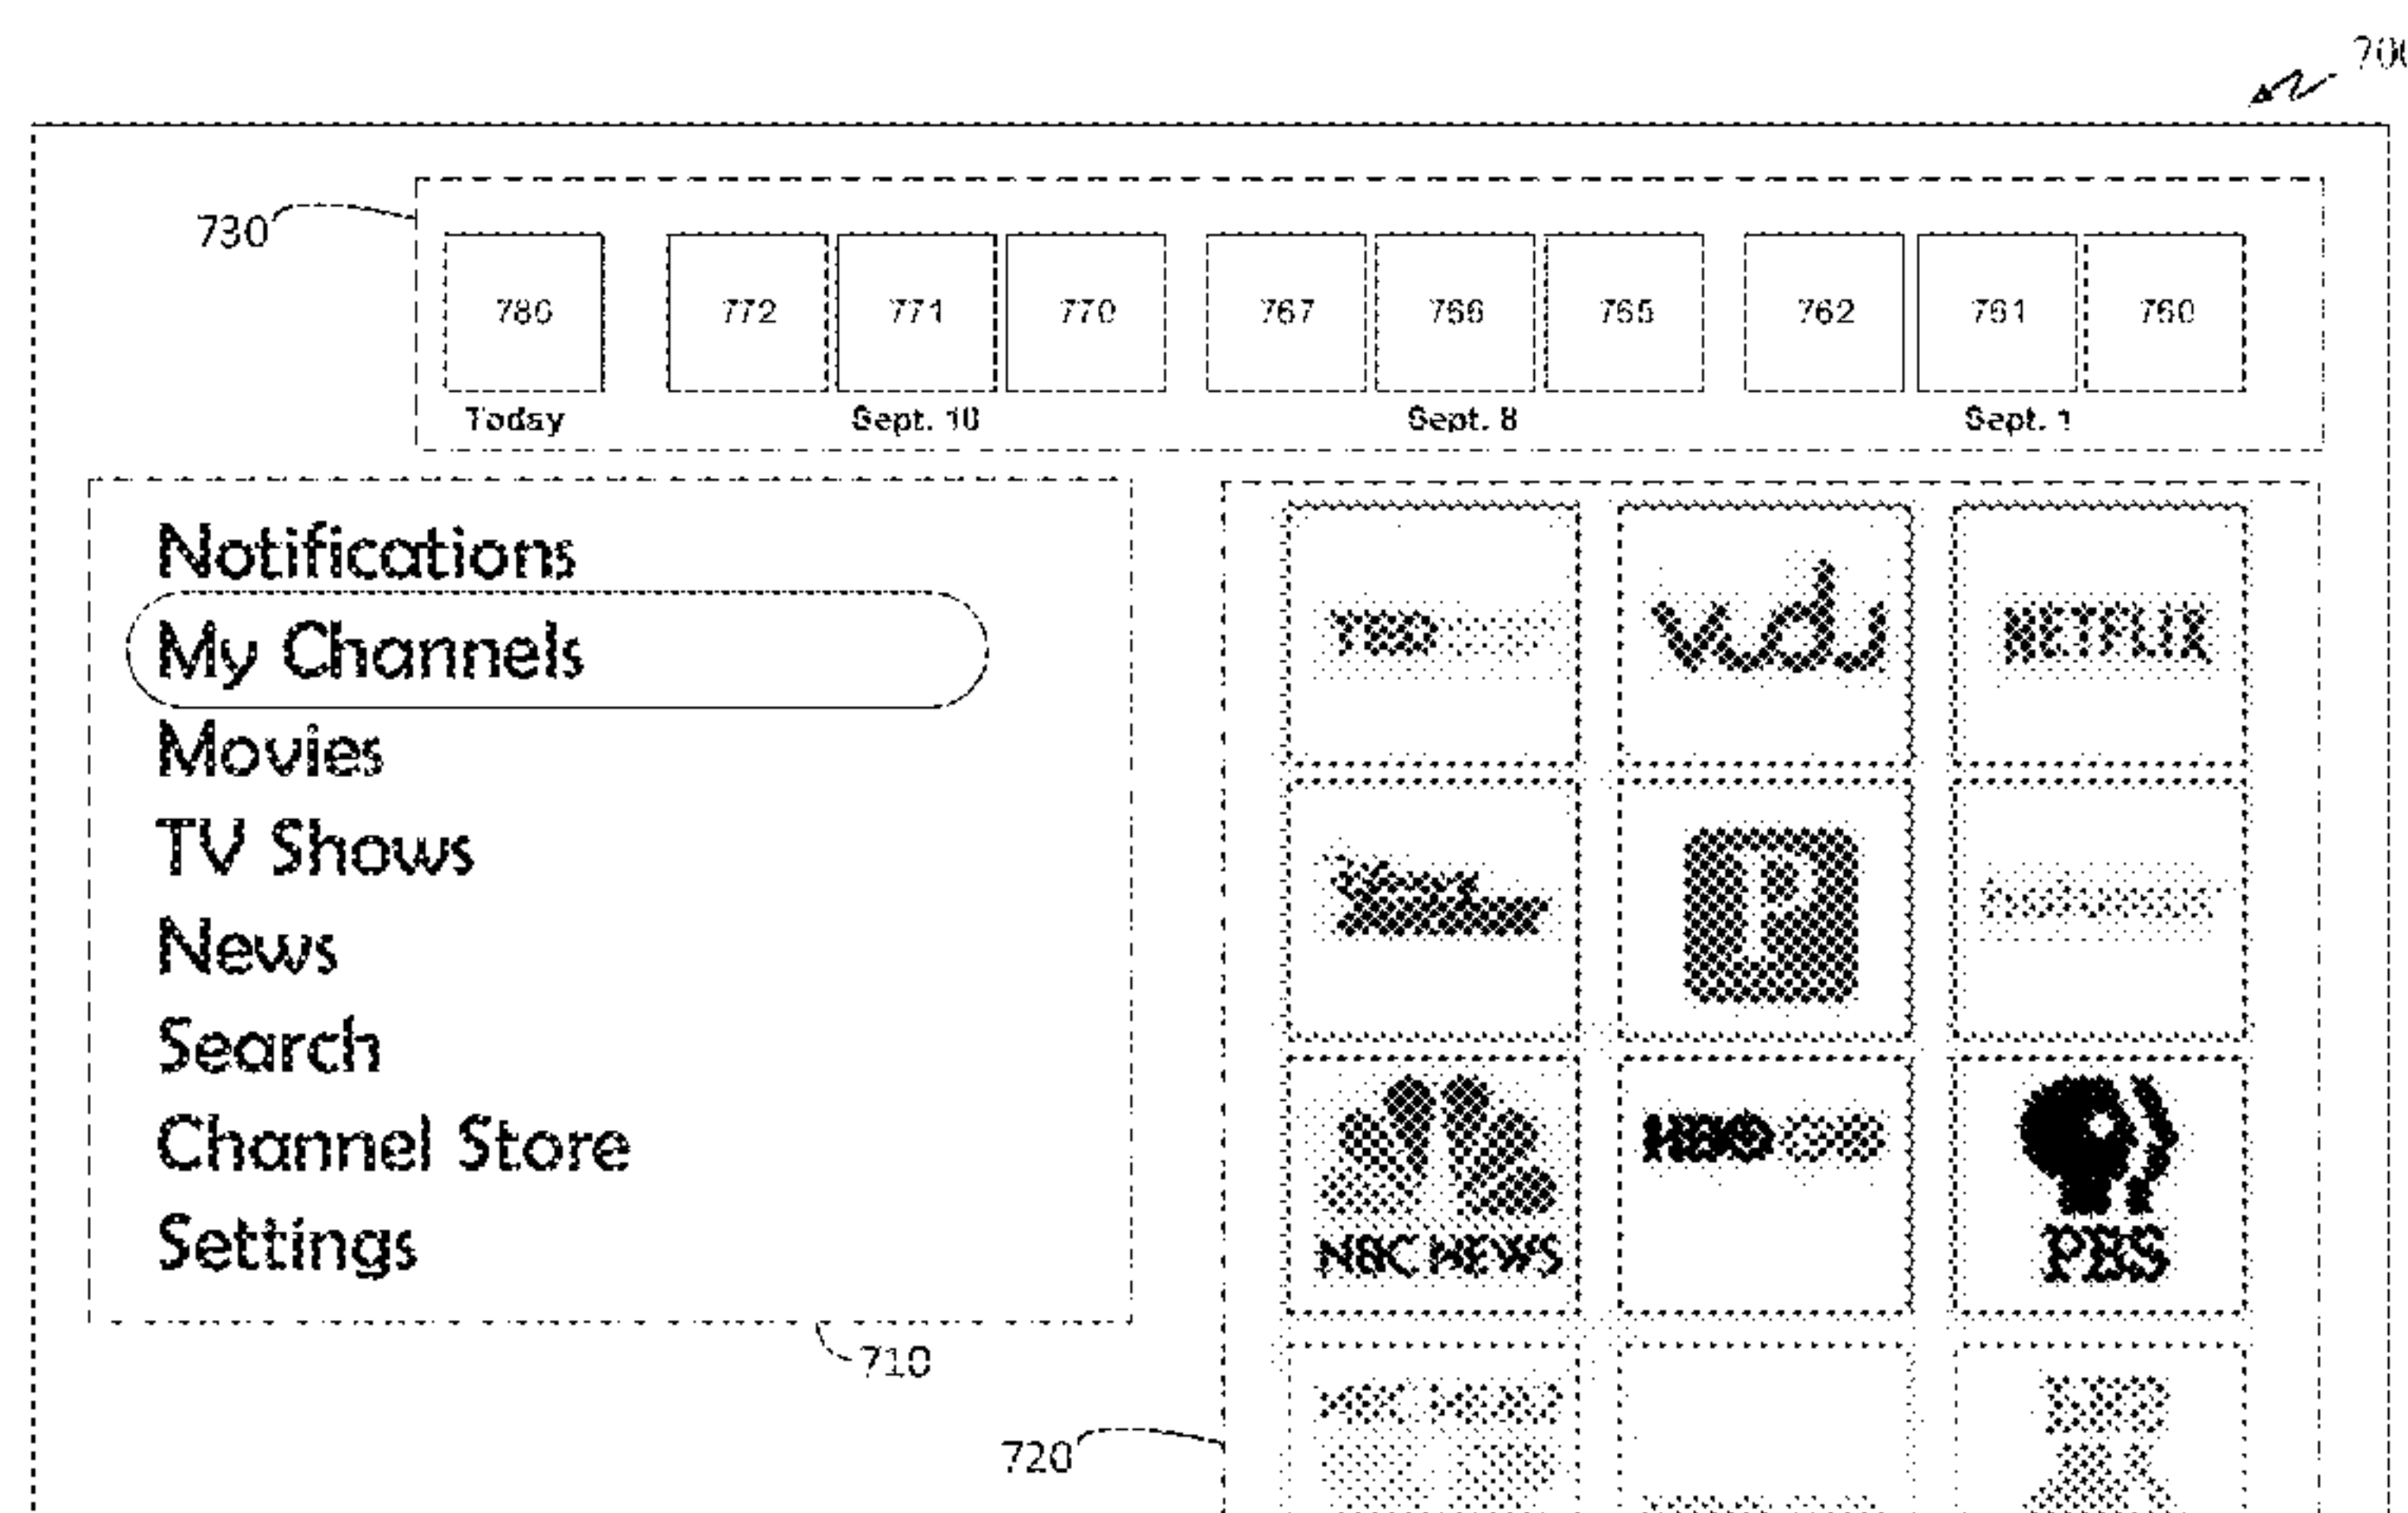 700
730
780 772 771 770 767 766 765 762 761 760
Today Sept. 10 Sept. 8 Sept. 1
Notifications
My Channels
Movies
TV Shows
News
Search
Channel Store
Settings
710
720
TED
vudu
NETFLIX
P
NBC NEWS
HBO GO
PBS